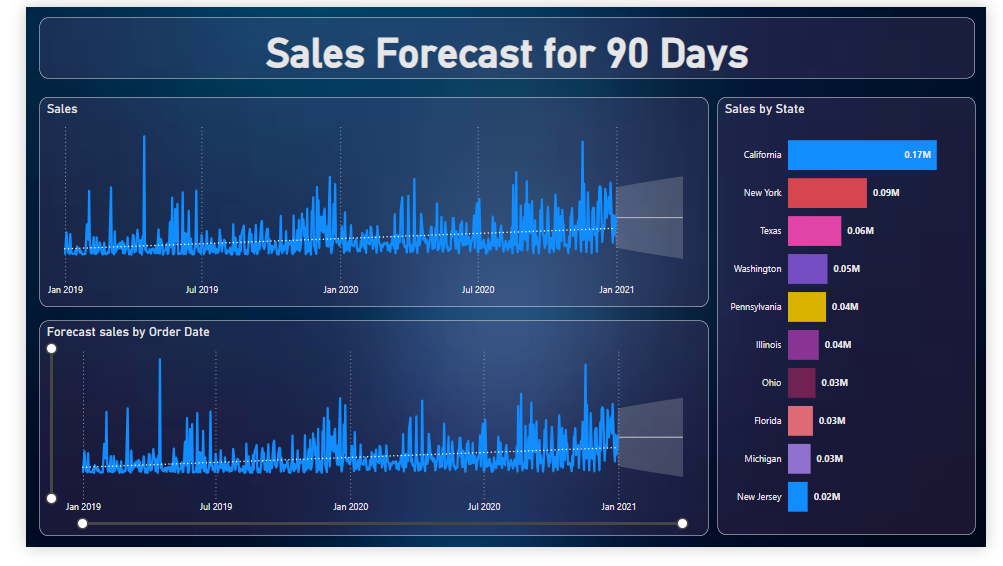 Sales Forecast for 90 Days
Sales
Jan 2019 Jul 2019 Jan 2020 Jul 2020 Jan 2021
Forecast sales by Order Date
Jan 2019 Jul 2019 Jan 2020 Jul 2020 Jan 2021
Sales by State
California 0.17M
New York 0.09M
Texas 0.06M
Washington 0.05M
Pennsylvania 0.04M
Illinois 0.04M
Ohio 0.03M
Florida 0.03M
Michigan 0.03M
New Jersey 0.02M